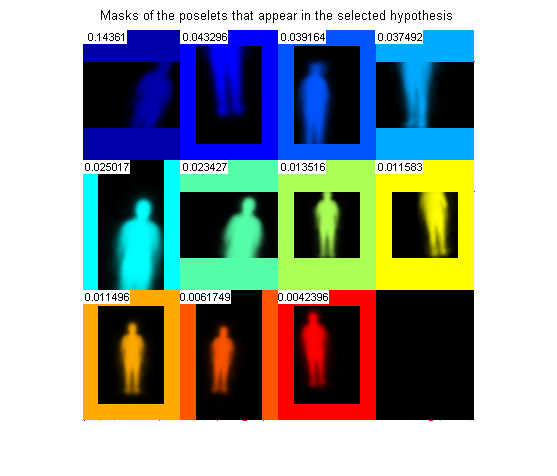 Masks of the poselets that appear in the selected hypothesis
0.14361 0.043296 0.039164 0.037492
0.025017 0.023427 0.013516 0.011583
0.011496 0.0061749 0.0042396